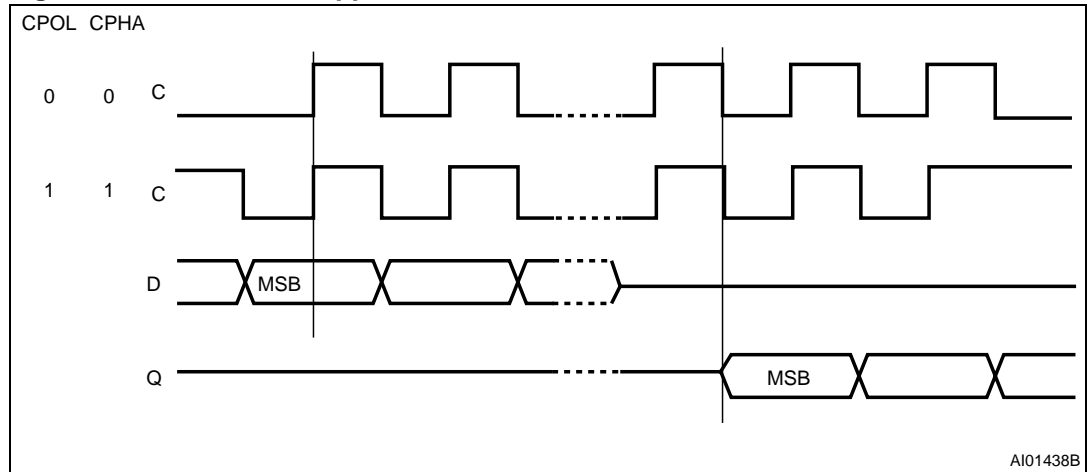 CPOL CPHA
0 0 C
1 1 C
D MSB
Q MSB
AI01438B